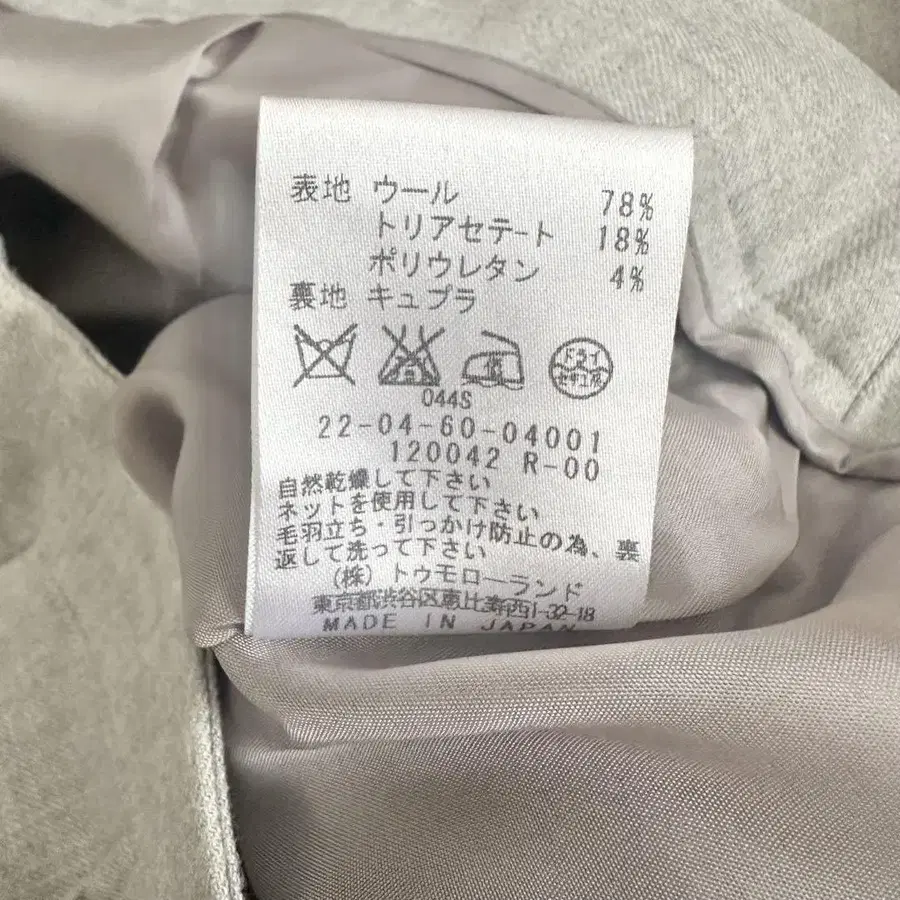 表地 ウール 78%
トリアセテート 18%
ポリウレタン 4%
裏地 キュプラ
ドライ
セキユ系
044S
22-04-60-04001
120042 R-00
自然乾燥して下さい
ネットを使用して下さい
毛羽立ち・引っかけ防止の為、裏
返して洗って下さい
(株) トゥモローランド
東京都渋谷区恵比寿西1-32-18
MADE IN JAPAN